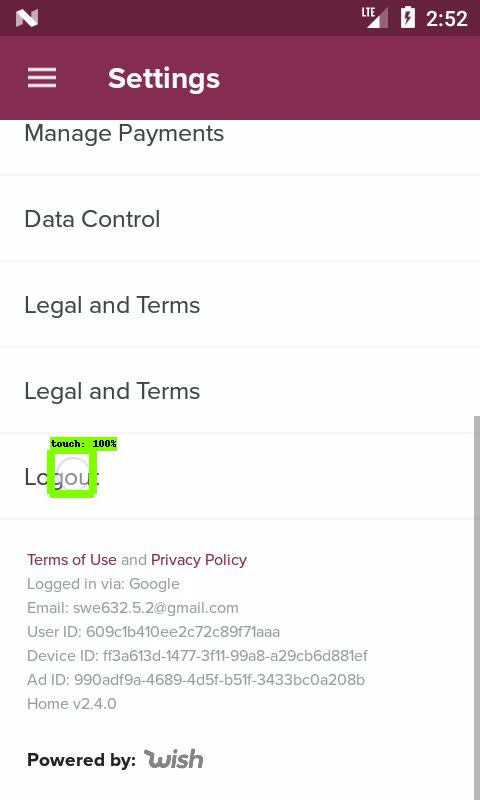 LTE 2:52
Settings
Manage Payments
Data Control
Legal and Terms
Legal and Terms
touch: 100%
Logout
Terms of Use and Privacy Policy
Logged in via: Google
Email: swe632.5.2@gmail.com
User ID: 609c1b410ee2c72c89f71aaa
Device ID: ff3a613d-1477-3f11-99a8-a29cb6d881ef
Ad ID: 990adf9a-4689-4d5f-b51f-3433bc0a208b
Home v2.4.0
Powered by: wish